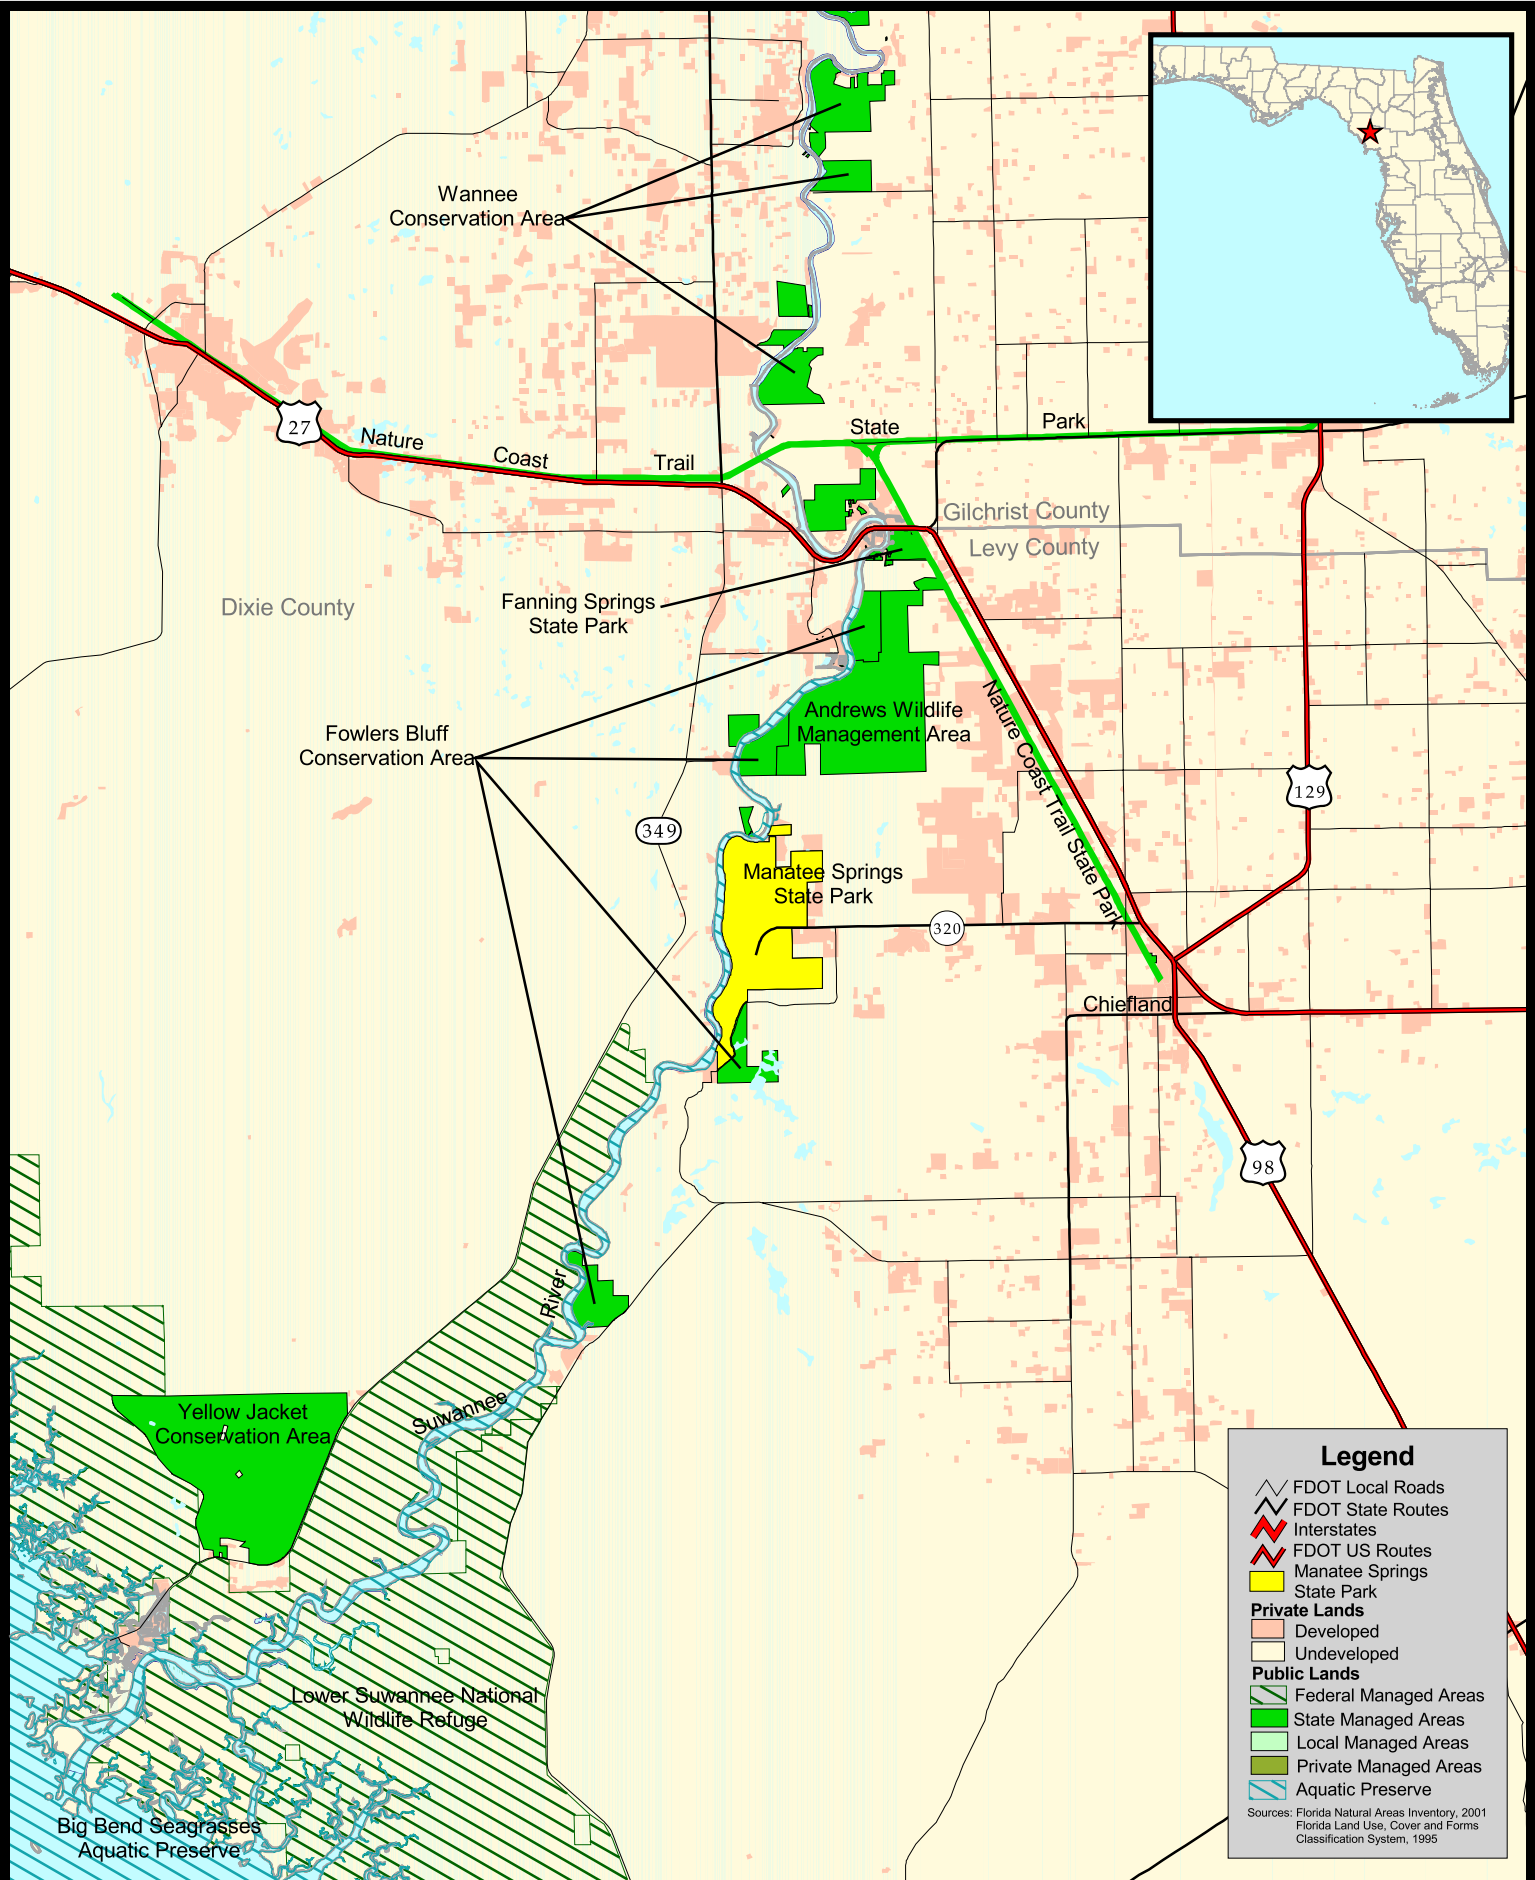 Wannee
Conservation Area
27
Nature
Coast
Trail
State
Park
Gilchrist County
Levy County
Dixie County
Fanning Springs
State Park
Fowlers Bluff
Conservation Area
Andrews Wildlife
Management Area
Nature Coast Trail State Park
129
349
Manatee Springs
State Park
320
Chiefland
98
River
Suwannee
Yellow Jacket
Conservation Area
Lower Suwannee National
Wildlife Refuge
Big Bend Seagrasses
Aquatic Preserve
Legend
FDOT Local Roads
FDOT State Routes
Interstates
FDOT US Routes
Manatee Springs
State Park
Private Lands
Developed
Undeveloped
Public Lands
Federal Managed Areas
State Managed Areas
Local Managed Areas
Private Managed Areas
Aquatic Preserve
Sources: Florida Natural Areas Inventory, 2001
Florida Land Use, Cover and Forms
Classification System, 1995